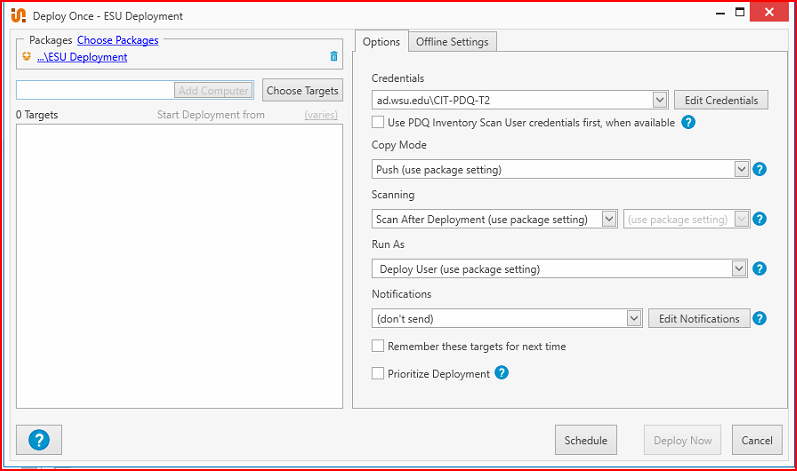 Deploy Once - ESU Deployment
Packages Choose Packages
...\ESU Deployment
Add Computer Choose Targets
0 Targets Start Deployment from (varies)
Options Offline Settings
Credentials
ad.wsu.edu\CIT-PDQ-T2 Edit Credentials
Use PDQ Inventory Scan User credentials first, when available ?
Copy Mode
Push (use package setting) ?
Scanning
Scan After Deployment (use package setting) (use package setting) ?
Run As
Deploy User (use package setting) ?
Notifications
(don't send) Edit Notifications ?
Remember these targets for next time
Prioritize Deployment ?
? Schedule Deploy Now Cancel